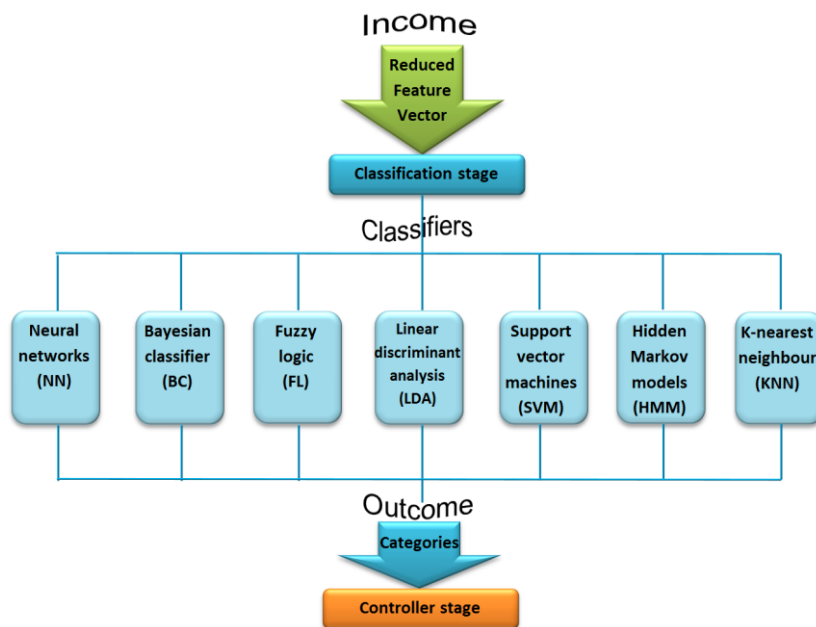 Income
Reduced
Feature
Vector
Classification stage
Classifiers
Neural
networks
(NN)
Bayesian
classifier
(BC)
Fuzzy
logic
(FL)
Linear
discriminant
analysis
(LDA)
Support
vector
machines
(SVM)
Hidden
Markov
models
(HMM)
K-nearest
neighbour
(KNN)
Outcome
Categories
Controller stage